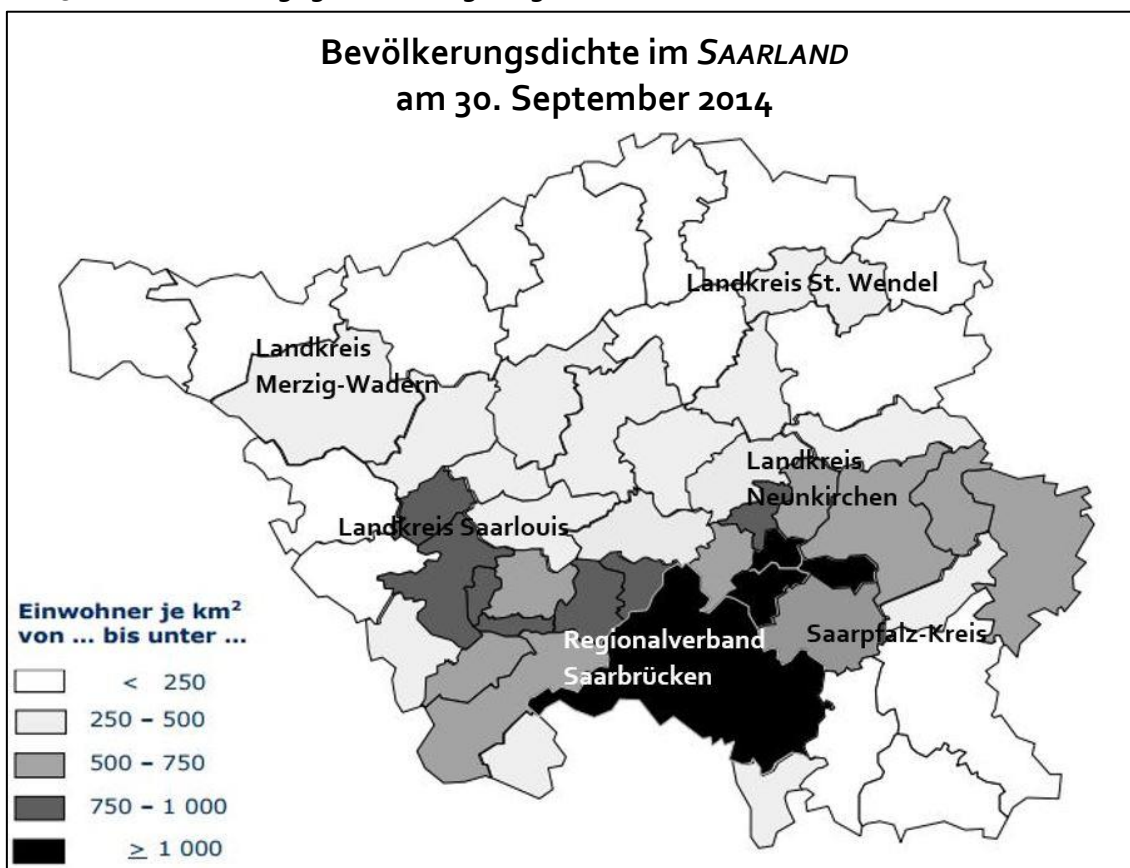 Bevölkerungsdichte im SAARLAND
am 30. September 2014
Landkreis St. Wendel
Landkreis
Merzig-Wadern
Landkreis
Neunkirchen
Landkreis Saarlouis
Regionalverband
Saarbrücken
Saarpfalz-Kreis
Einwohner je km²
von ... bis unter ...
< 250
250 – 500
500 – 750
750 – 1 000
≥ 1 000